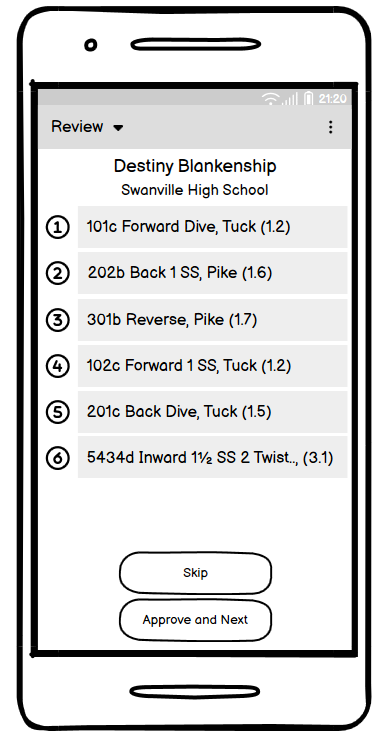 21:20
Review
Destiny Blankenship
Swanville High School
1 101c Forward Dive, Tuck (1.2)
2 202b Back 1 SS, Pike (1.6)
3 301b Reverse, Pike (1.7)
4 102c Forward 1 SS, Tuck (1.2)
5 201c Back Dive, Tuck (1.5)
6 5434d Inward 1½ SS 2 Twist.., (3.1)
Skip
Approve and Next